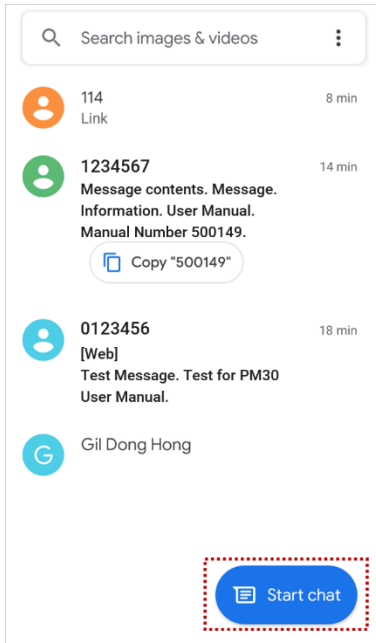 Search images & videos
114 8 min
Link
1234567 14 min
Message contents. Message.
Information. User Manual.
Manual Number 500149.
Copy "500149"
0123456 18 min
[Web]
Test Message. Test for PM30
User Manual.
G Gil Dong Hong
Start chat